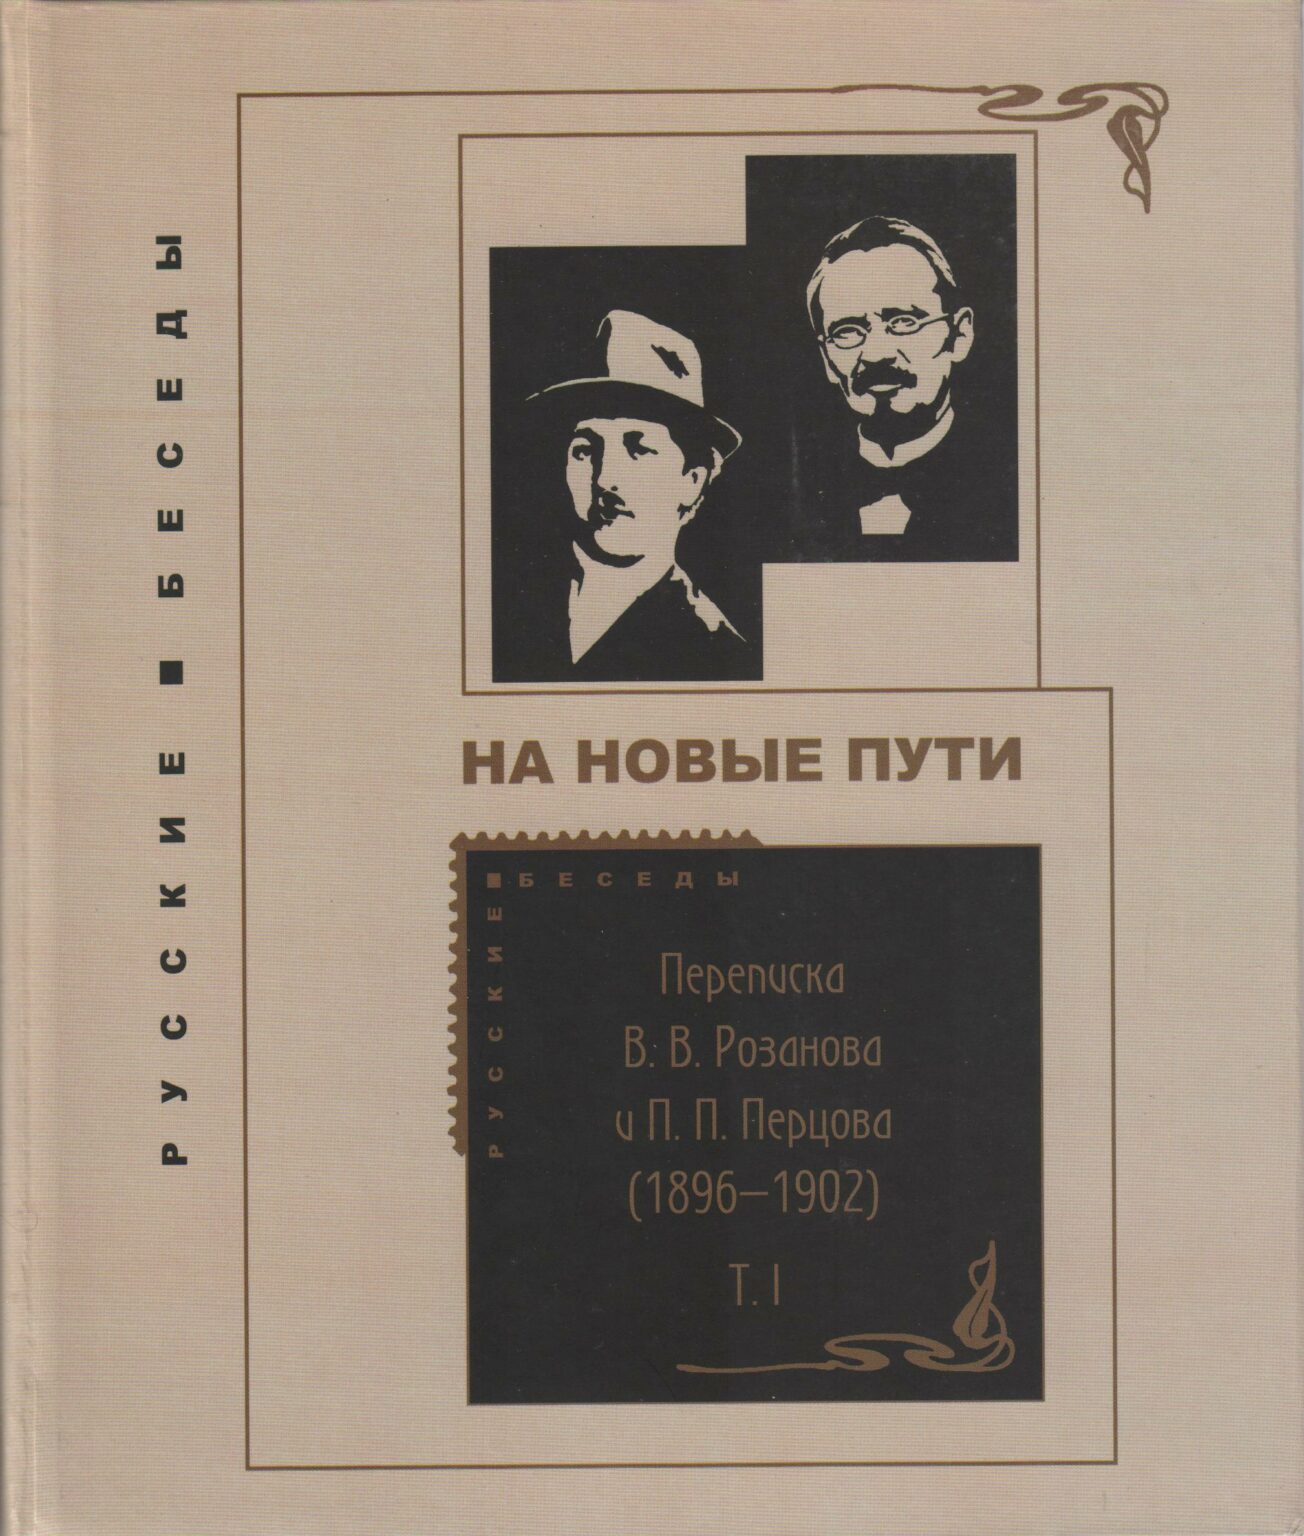 РУССКИЕ ■ БЕСЕДЫ
НА НОВЫЕ ПУТИ
РУССКИЕ ■ БЕСЕДЫ
Переписка
В. В. Розанова
и П. П. Перцова
(1896–1902)
Т. I